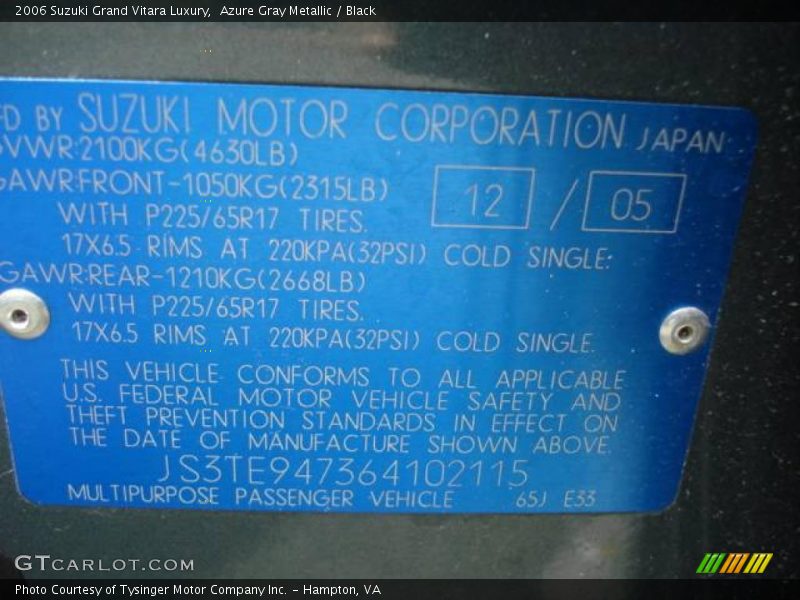 2006 Suzuki Grand Vitara Luxury, Azure Gray Metallic / Black
FD BY SUZUKI MOTOR CORPORATION JAPAN
GVWR:2100KG(4630LB)
GAWR:FRONT-1050KG(2315LB)
12 / 05
WITH P225/65R17 TIRES.
17X6.5 RIMS AT 220KPA(32PSI) COLD SINGLE:
GAWR:REAR-1210KG(2668LB)
WITH P225/65R17 TIRES.
17X6.5 RIMS AT 220KPA(32PSI) COLD SINGLE.
THIS VEHICLE CONFORMS TO ALL APPLICABLE
U.S. FEDERAL MOTOR VEHICLE SAFETY AND
THEFT PREVENTION STANDARDS IN EFFECT ON
THE DATE OF MANUFACTURE SHOWN ABOVE.
JS3TE947364102115
MULTIPURPOSE PASSENGER VEHICLE 65J E33
GTCARLOT.COM
Photo Courtesy of Tysinger Motor Company Inc. - Hampton, VA